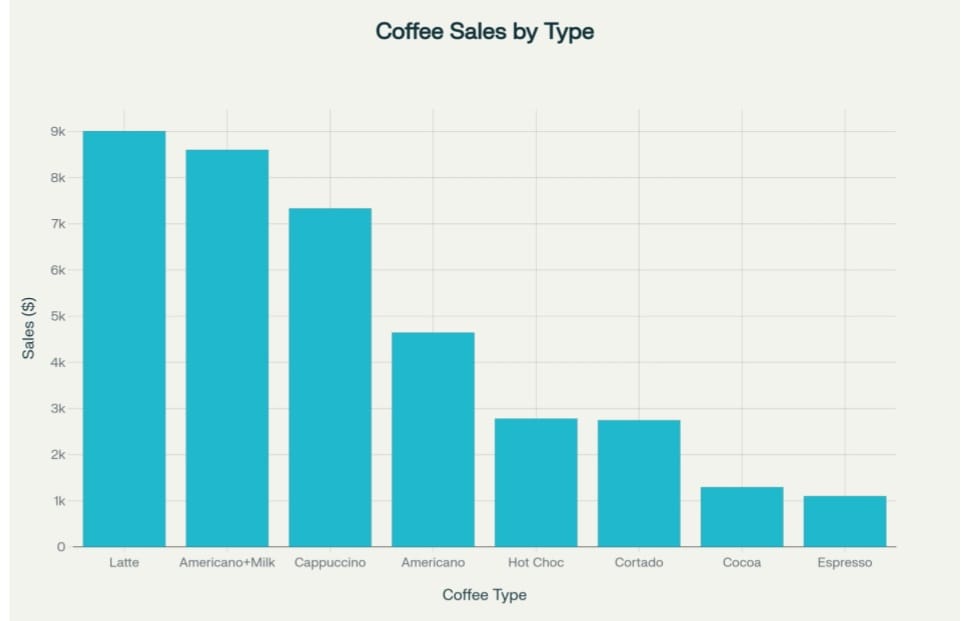 Coffee Sales by Type
9k
8k
7k
6k
5k
4k
3k
2k
1k
0
Sales ($)
Latte Americano+Milk Cappuccino Americano Hot Choc Cortado Cocoa Espresso
Coffee Type